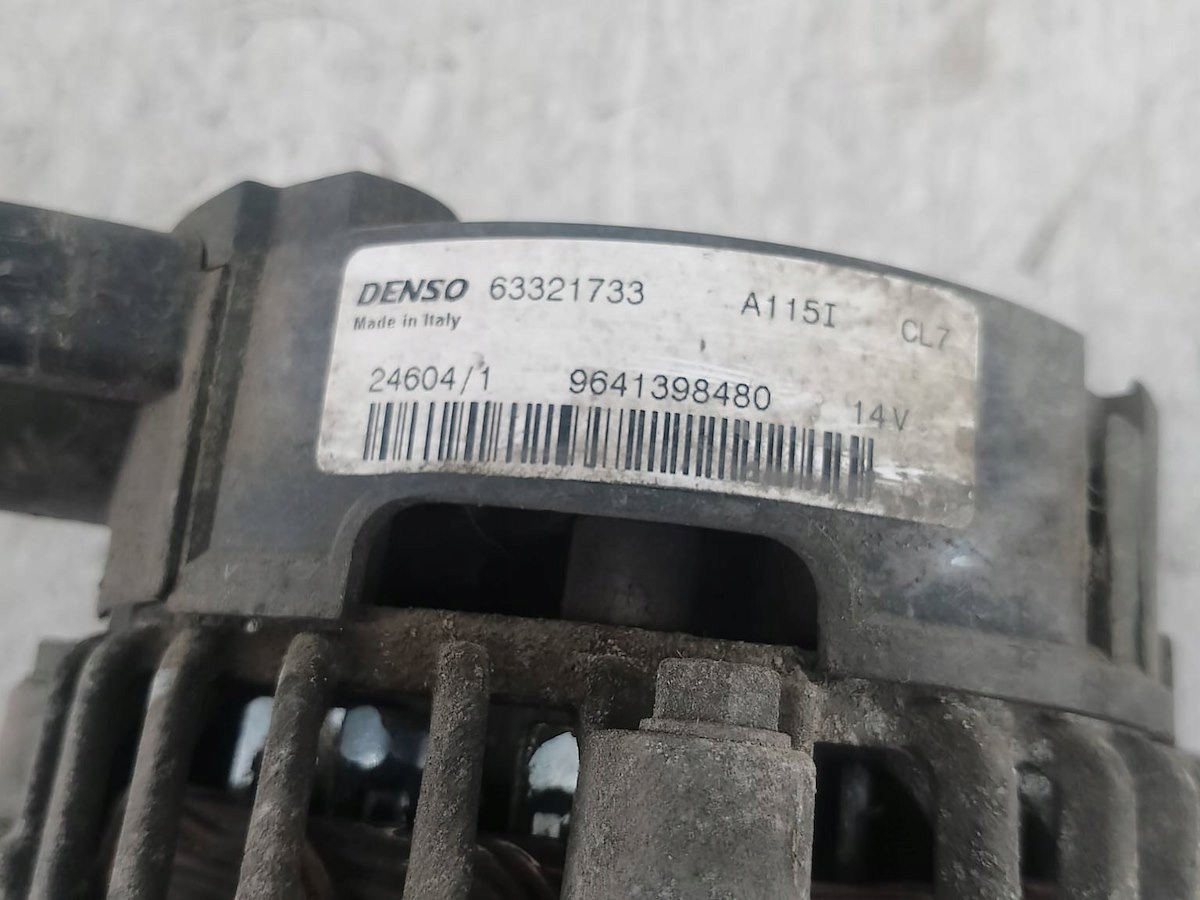 DENSO 63321733 A115I CL7
Made in Italy
24604/1 9641398480 14V